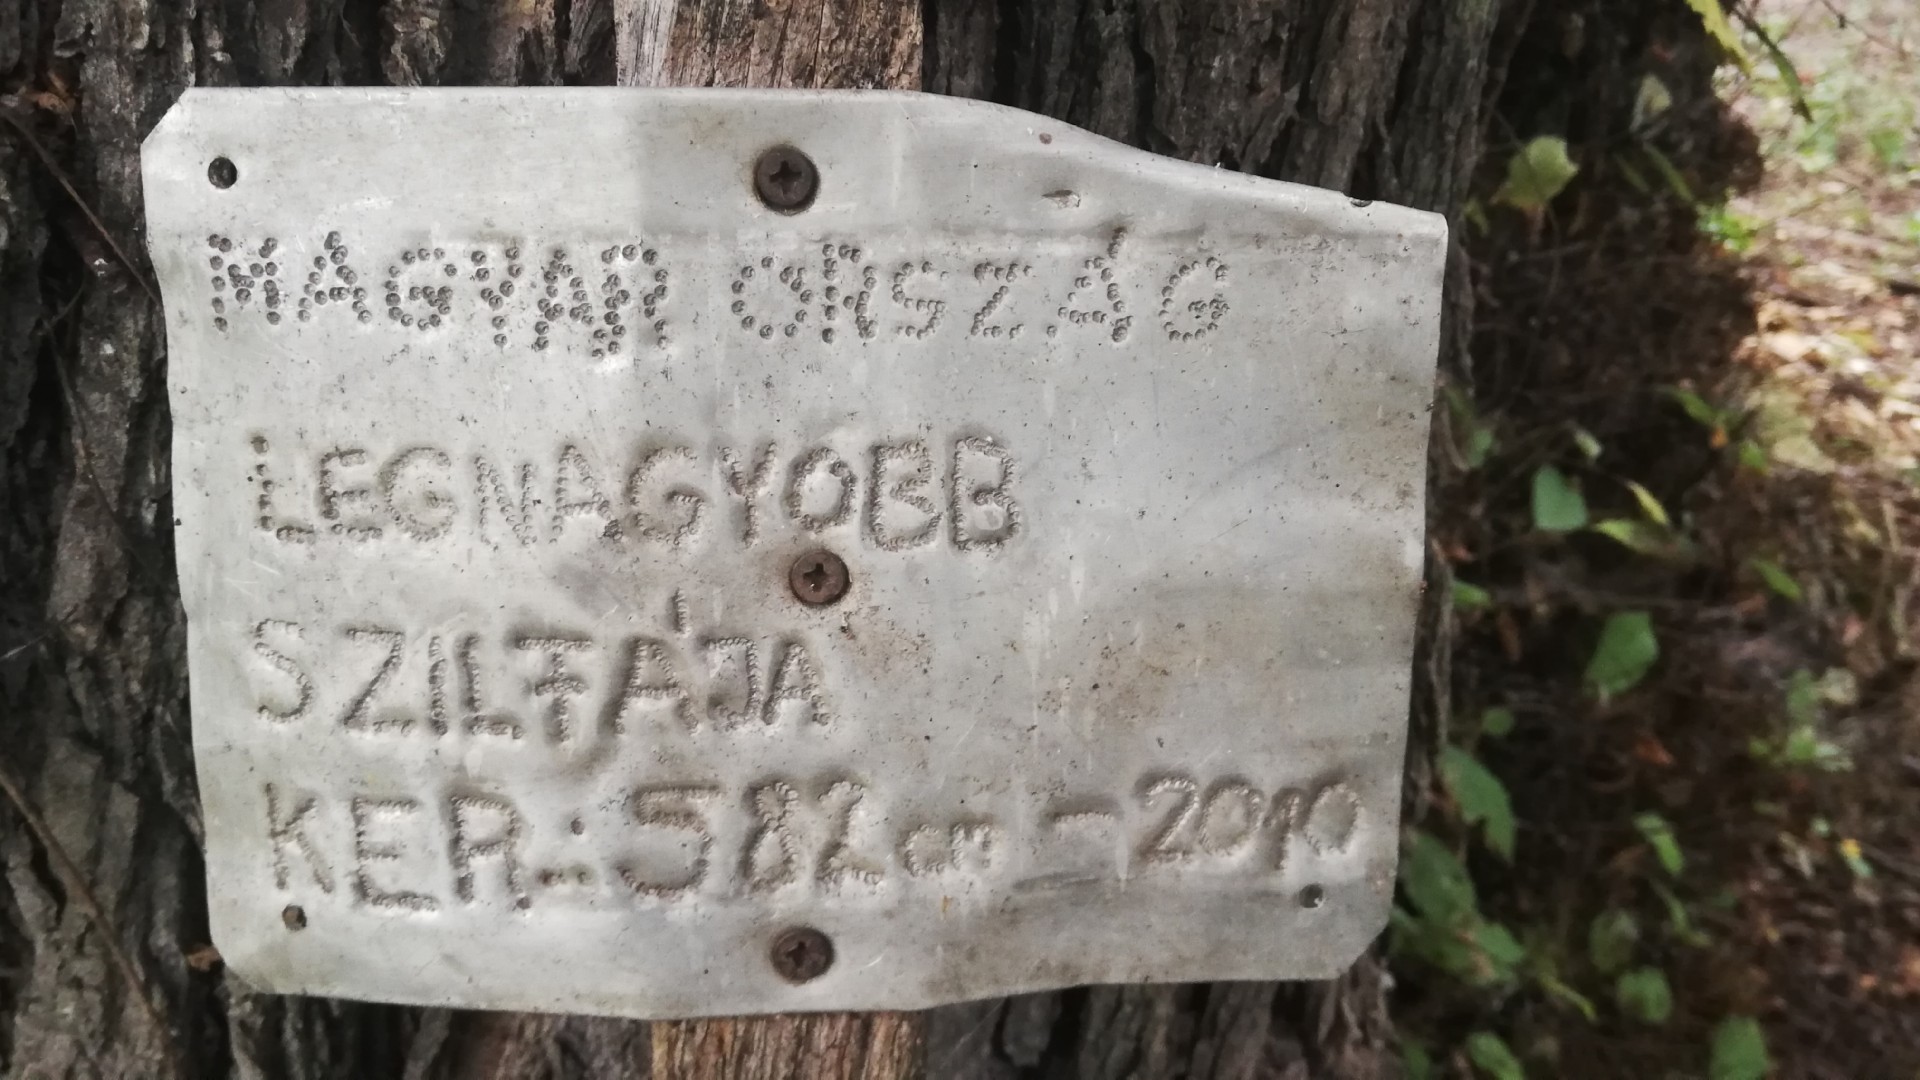 MAGYAR ORSZÁG
LEGNAGYOBB
SZILFÁJA
KER.: 582 cm - 2010